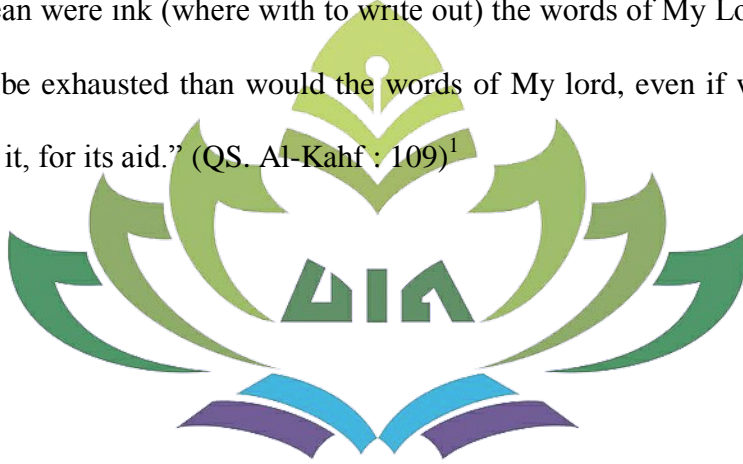 ean were ink (where with to write out) the words of My Lo
be exhausted than would the words of My lord, even if w
it, for its aid.” (QS. Al-Kahf : 109)1
UIN